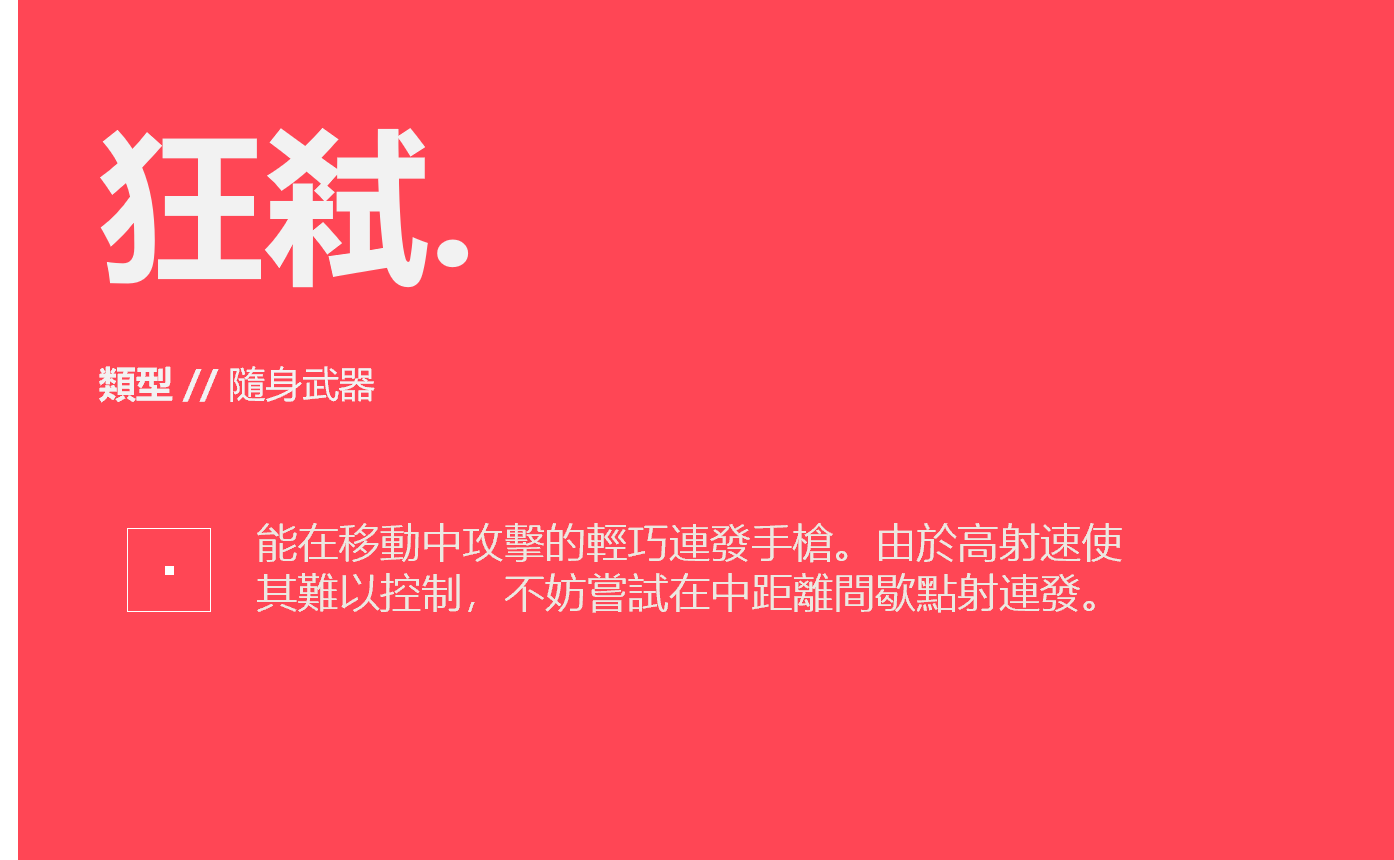 狂弒.
類型 // 隨身武器
能在移動中攻擊的輕巧連發手槍。由於高射速使
其難以控制，不妨嘗試在中距離間歇點射連發。